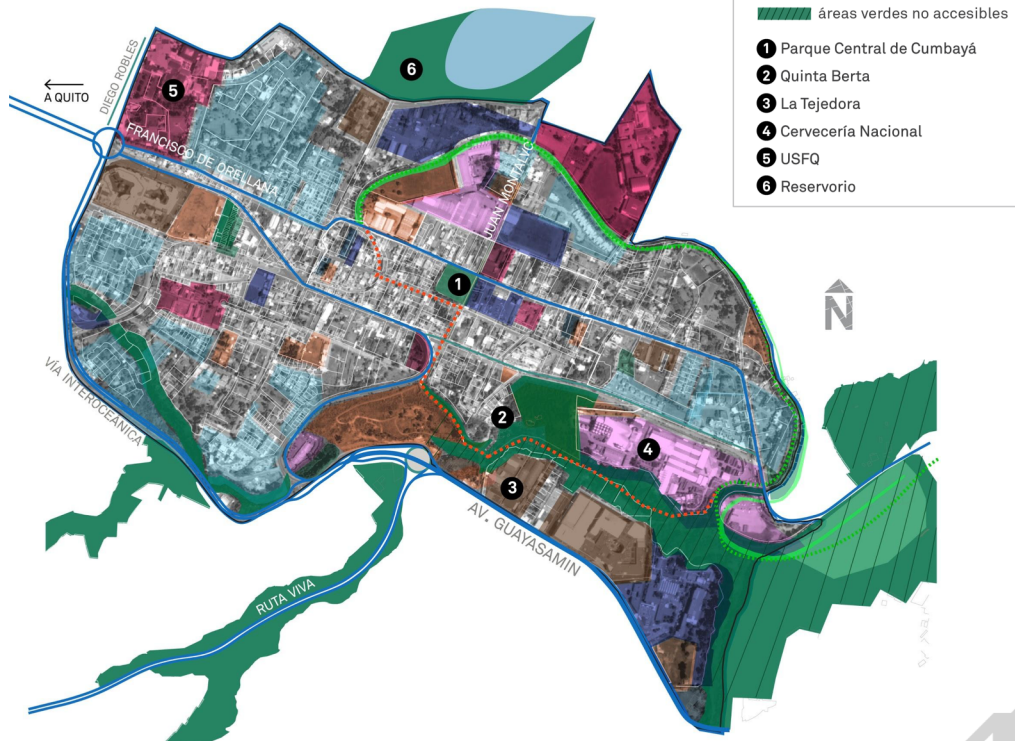 áreas verdes no accesibles
1 Parque Central de Cumbayá
2 Quinta Berta
3 La Tejedora
4 Cervecería Nacional
5 USFQ
6 Reservorio
6
5
DIEGO ROBLES
A QUITO
FRANCISCO DE ORELLANA
JUAN MONTALVO
1
N
VÍA INTEROCEÁNICA
2
4
3
AV. GUAYASAMIN
RUTA VIVA